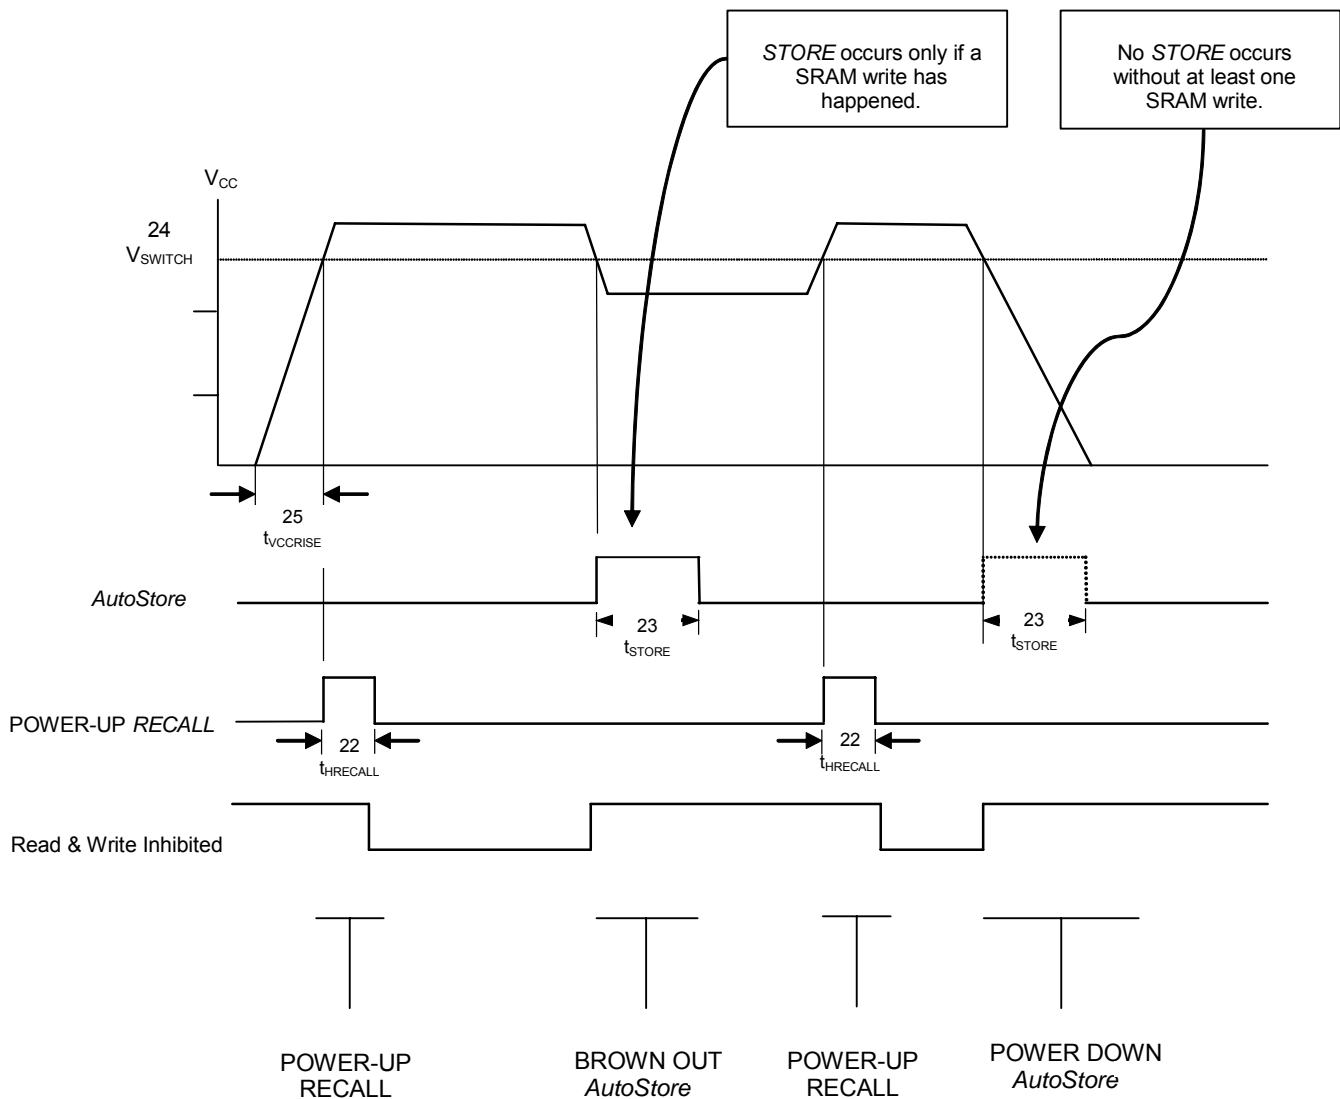 STORE occurs only if a
SRAM write has
happened.
No STORE occurs
without at least one
SRAM write.
VCC
24
VSWITCH
25
tVCCRISE
AutoStore
23
tSTORE
23
tSTORE
POWER-UP RECALL
22
tHRECALL
22
tHRECALL
Read & Write Inhibited
POWER-UP
RECALL
BROWN OUT
AutoStore
POWER-UP
RECALL
POWER DOWN
AutoStore